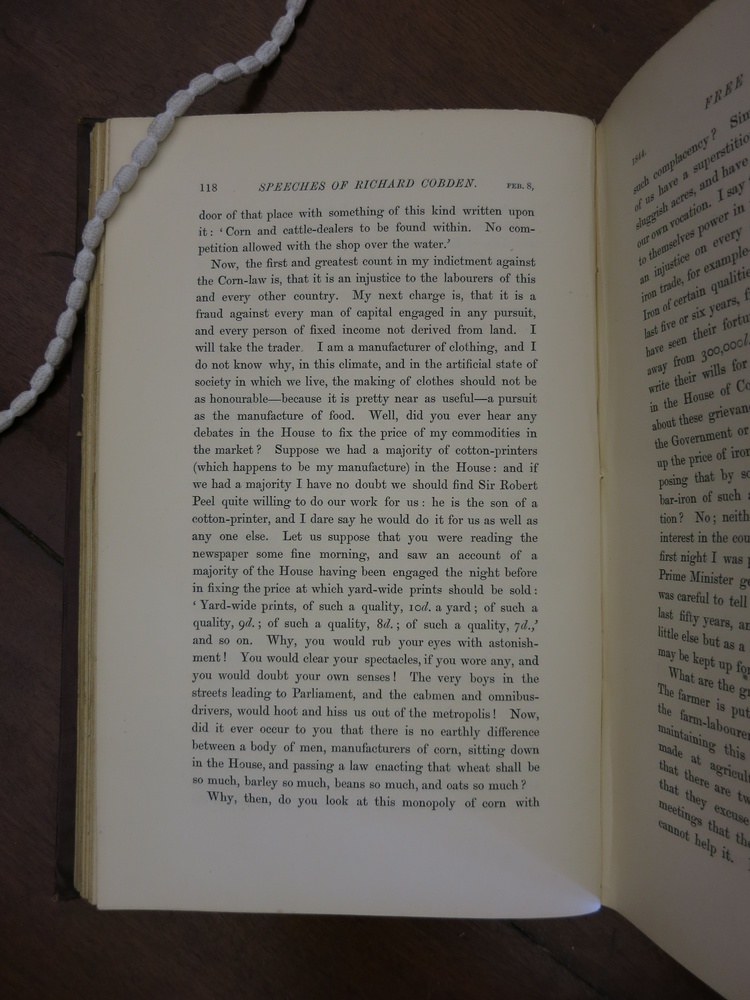 118 SPEECHES OF RICHARD COBDEN. FEB. 8,
door of that place with something of this kind written upon
it: ‘Corn and cattle-dealers to be found within. No com-
petition allowed with the shop over the water.’
Now, the first and greatest count in my indictment against
the Corn-law is, that it is an injustice to the labourers of this
and every other country. My next charge is, that it is a
fraud against every man of capital engaged in any pursuit,
and every person of fixed income not derived from land. I
will take the trader. I am a manufacturer of clothing, and I
do not know why, in this climate, and in the artificial state of
society in which we live, the making of clothes should not be
as honourable—because it is pretty near as useful—a pursuit
as the manufacture of food. Well, did you ever hear any
debates in the House to fix the price of my commodities in
the market? Suppose we had a majority of cotton-printers
(which happens to be my manufacture) in the House: and if
we had a majority I have no doubt we should find Sir Robert
Peel quite willing to do our work for us: he is the son of a
cotton-printer, and I dare say he would do it for us as well as
any one else. Let us suppose that you were reading the
newspaper some fine morning, and saw an account of a
majority of the House having been engaged the night before
in fixing the price at which yard-wide prints should be sold:
‘Yard-wide prints, of such a quality, 10d. a yard; of such a
quality, 9d.; of such a quality, 8d.; of such a quality, 7d.,’
and so on. Why, you would rub your eyes with astonish-
ment! You would clear your spectacles, if you wore any, and
you would doubt your own senses! The very boys in the
streets leading to Parliament, and the cabmen and omnibus-
drivers, would hoot and hiss us out of the metropolis! Now,
did it ever occur to you that there is no earthly difference
between a body of men, manufacturers of corn, sitting down
in the House, and passing a law enacting that wheat shall be
so much, barley so much, beans so much, and oats so much?
Why, then, do you look at this monopoly of corn with
1844. FREE
such complacency?
of us have a
sluggish acres, and have
our own vocation. I say
to themselves power in
an injustice on every
iron trade, for example
Iron of certain
last five or six years,
have seen their
away from 300,000l.
write their wills for
in the House of
about these
the Government or
up the price of iron
posing that by
bar-iron of such
tion? No;
interest in the
first night I was
Prime Minister
was careful to tell
last fifty years,
little else but as a
may be kept up for
What are the
The farmer is put
the
maintaining this
made at
that there are
that they excuse
meetings that
cannot help it.